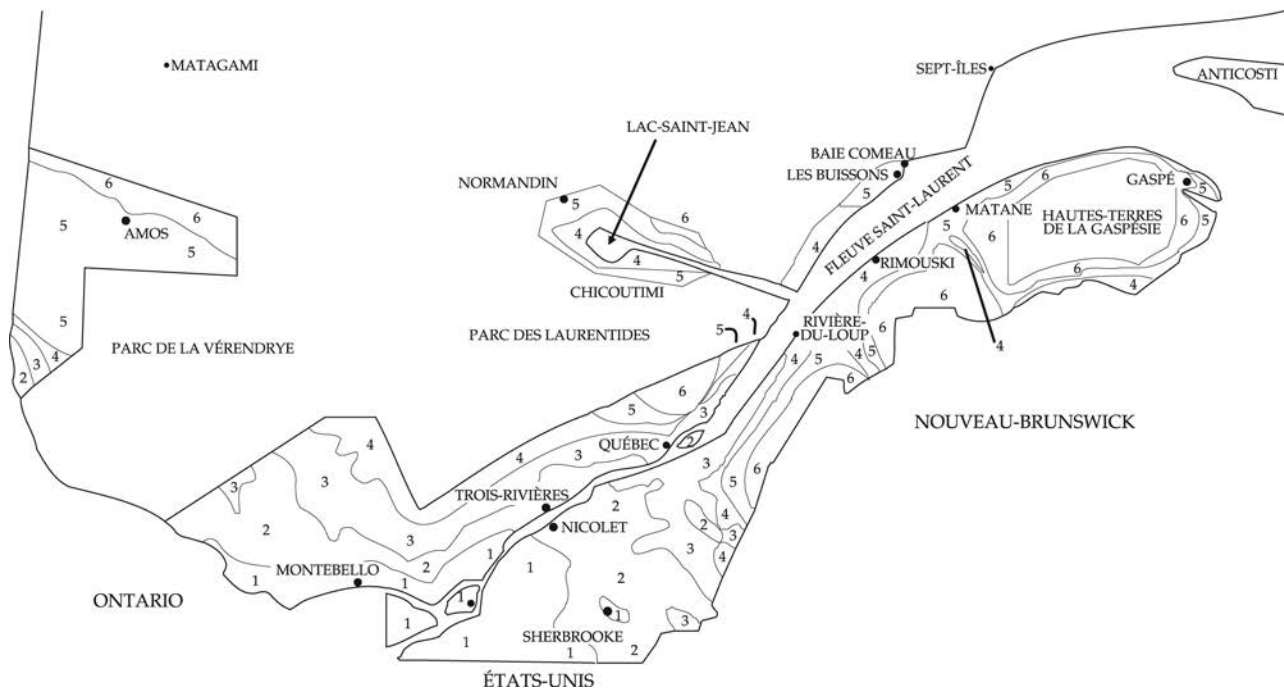 MATAGAMI
SEPT-ÎLES
ANTICOSTI
LAC-SAINT-JEAN
BAIE COMEAU
LES BUISSONS
NORMANDIN
6
5
6
5
AMOS
5
5
5
4
6
4
5
CHICOUTIMI
5
4
FLEUVE SAINT-LAURENT
5
6
GASPÉ
5
MATANE
HAUTES-TERRES
DE LA GASPÉSIE
5
6
6
5
RIMOUSKI
4
6
4
6
4
PARC DE LA VÉRENDRYE
4
3
2
PARC DES LAURENTIDES
5
4
RIVIÈRE-
DU-LOUP
6
4
5
4
5
6
NOUVEAU-BRUNSWICK
6
5
3
QUÉBEC
2
4
3
4
3
3
3
6
5
TROIS-RIVIÈRES
NICOLET
2
2
4
3
3
4
2
3
2
1
1
MONTEBELLO
1
1
2
ONTARIO
1
1
1
SHERBROOKE
3
1
1
2
ÉTATS-UNIS